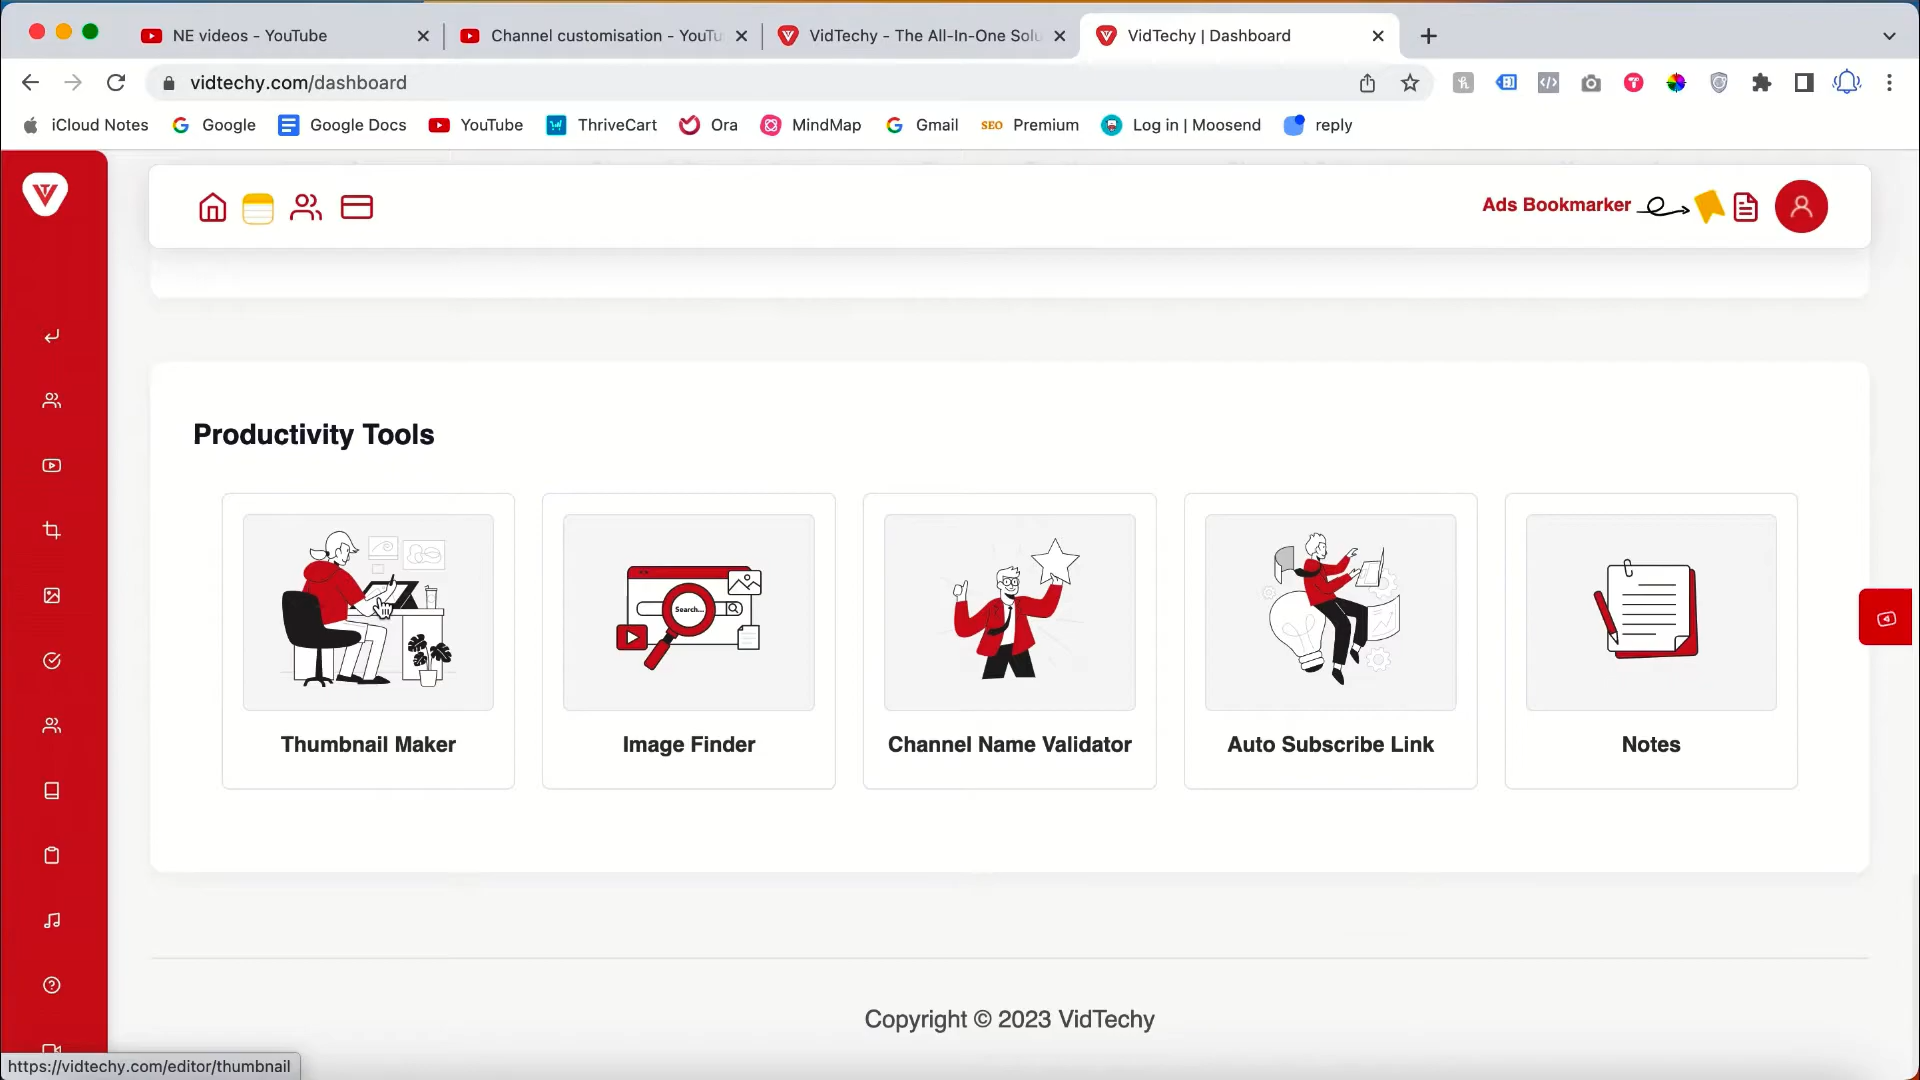 NE videos - YouTube
Channel customisation - YouTu
VidTechy - The All-In-One Solu
VidTechy | Dashboard
vidtechy.com/dashboard
iCloud Notes
Google
Google Docs
YouTube
ThriveCart
Ora
MindMap
Gmail
SEO Premium
Log in | Moosend
reply
Ads Bookmarker
Productivity Tools
Search...
Thumbnail Maker
Image Finder
Channel Name Validator
Auto Subscribe Link
Notes
Copyright © 2023 VidTechy
https://vidtechy.com/editor/thumbnail